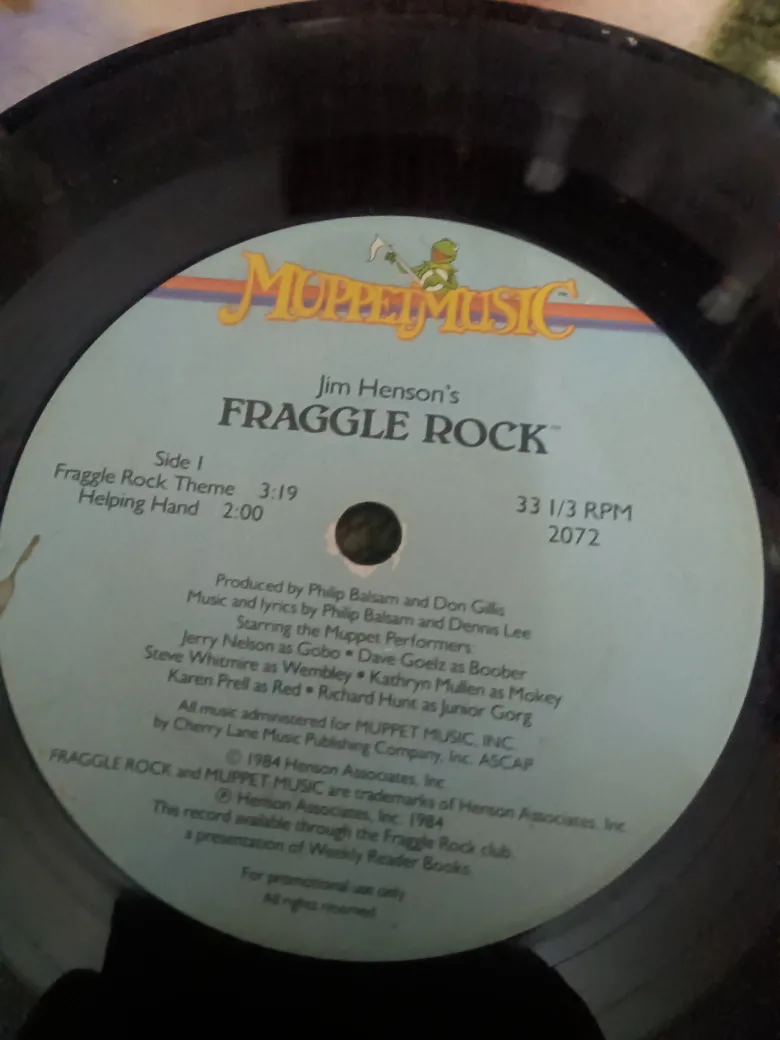 MUPPET MUSIC™
Jim Henson's
FRAGGLE ROCK™
Side 1
Fraggle Rock Theme 3:19
Helping Hand 2:00
33 1/3 RPM
2072
Produced by Philip Balsam and Don Gillis
Music and lyrics by Philip Balsam and Dennis Lee
Starring the Muppet Performers:
Jerry Nelson as Gobo • Dave Goelz as Boober
Steve Whitmire as Wembley • Kathryn Mullen as Mokey
Karen Prell as Red • Richard Hunt as Junior Gorg
All music administered for MUPPET MUSIC, INC.
by Cherry Lane Music Publishing Company, Inc. ASCAP
© 1984 Henson Associates, Inc.
FRAGGLE ROCK and MUPPET MUSIC are trademarks of Henson Associates, Inc.
℗ Henson Associates, Inc. 1984
This record available through the Fraggle Rock club.
a presentation of Weekly Reader Books.
For promotional use only
All rights reserved